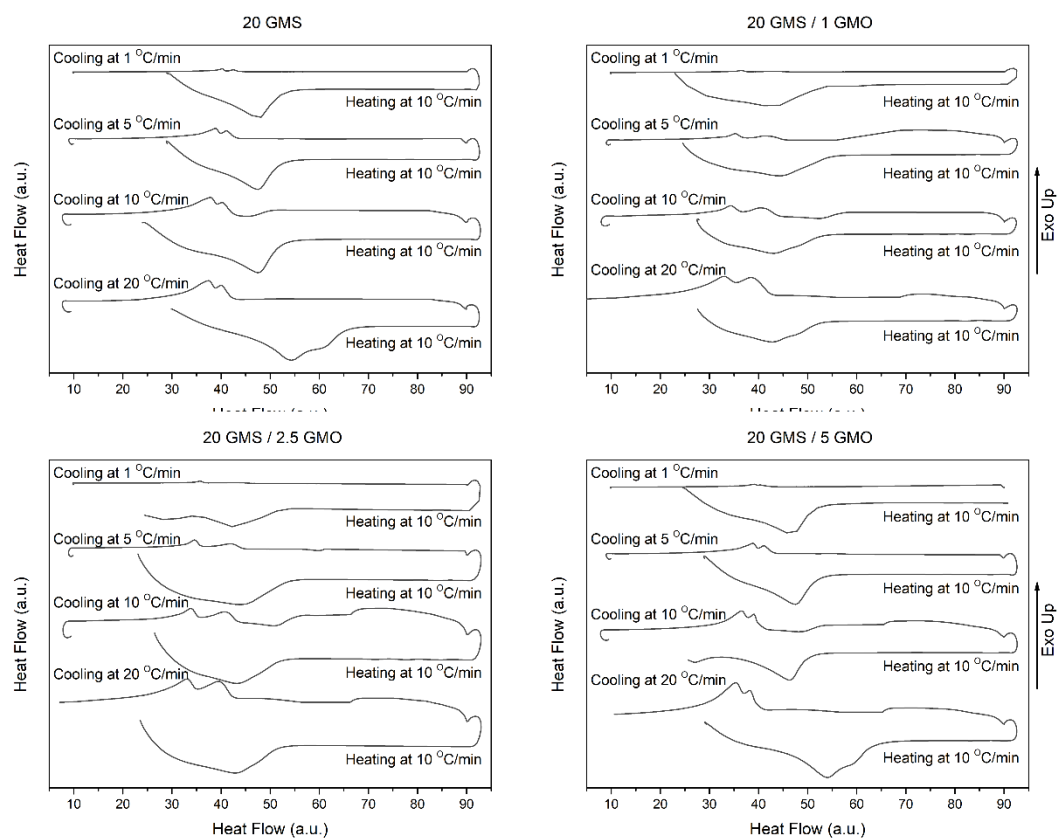 20 GMS
Cooling at 1 °C/min
Heating at 10 °C/min
Cooling at 5 °C/min
Heating at 10 °C/min
Cooling at 10 °C/min
Heating at 10 °C/min
Cooling at 20 °C/min
Heating at 10 °C/min
Heat Flow (a.u.)
10 20 30 40 50 60 70 80 90
Heat Flow (a.u.)
20 GMS / 1 GMO
Cooling at 1 °C/min
Heating at 10 °C/min
Cooling at 5 °C/min
Heating at 10 °C/min
Cooling at 10 °C/min
Heating at 10 °C/min
Cooling at 20 °C/min
Heating at 10 °C/min
Heat Flow (a.u.)
Exo Up
10 20 30 40 50 60 70 80 90
Heat Flow (a.u.)
20 GMS / 2.5 GMO
Cooling at 1 °C/min
Heating at 10 °C/min
Cooling at 5 °C/min
Heating at 10 °C/min
Cooling at 10 °C/min
Heating at 10 °C/min
Cooling at 20 °C/min
Heating at 10 °C/min
Heat Flow (a.u.)
10 20 30 40 50 60 70 80 90
Heat Flow (a.u.)
20 GMS / 5 GMO
Cooling at 1 °C/min
Heating at 10 °C/min
Cooling at 5 °C/min
Heating at 10 °C/min
Cooling at 10 °C/min
Heating at 10 °C/min
Cooling at 20 °C/min
Heating at 10 °C/min
Heat Flow (a.u.)
Exo Up
10 20 30 40 50 60 70 80 90
Heat Flow (a.u.)